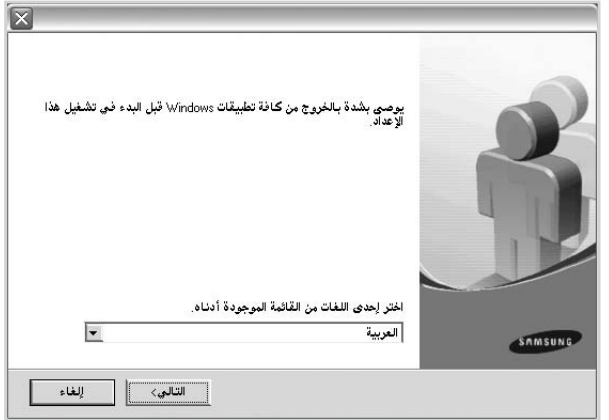 يوصى بشدة بالخروج من كافة تطبيقات Windows قبل البدء في تشغيل هذا
الإعداد.
اختر إحدى اللغات من القائمة الموجودة أدناه.
العربية
SAMSUNG
التالي>
إلغاء